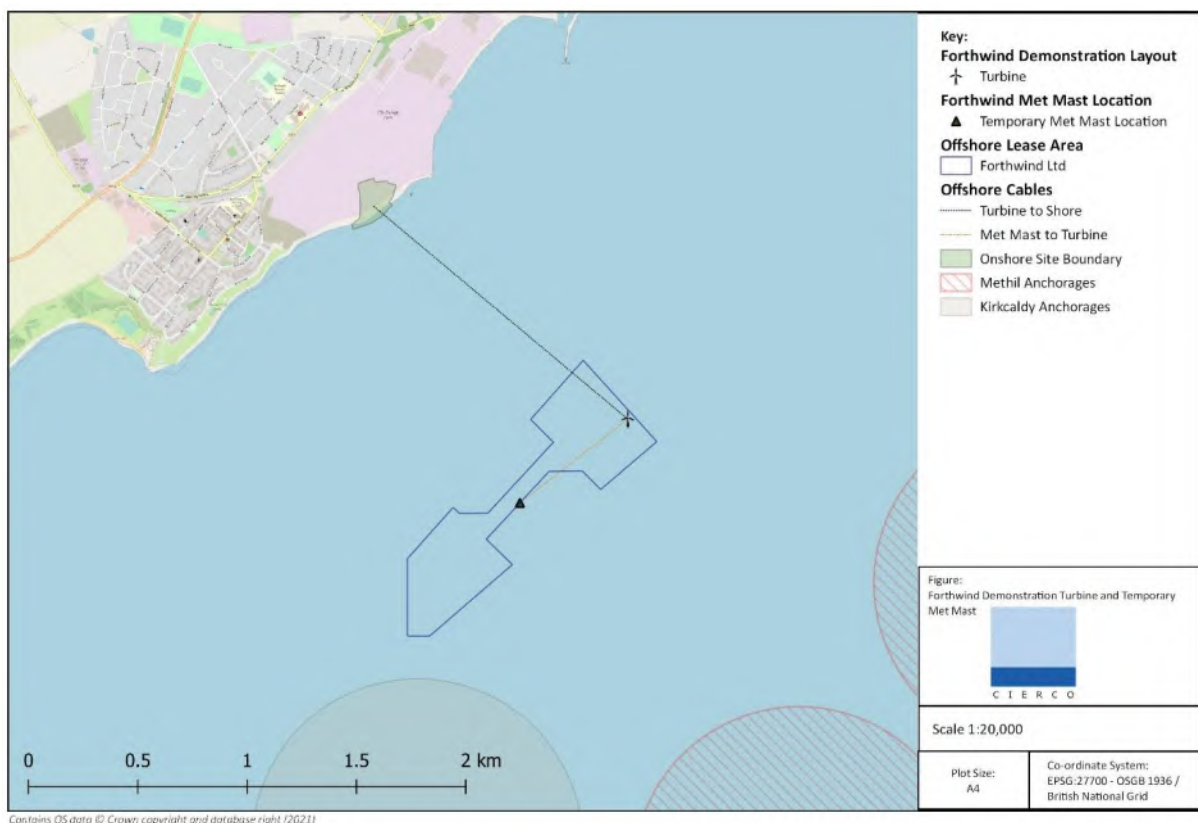 Key:
Forthwind Demonstration Layout
Turbine
Forthwind Met Mast Location
Temporary Met Mast Location
Offshore Lease Area
Forthwind Ltd
Offshore Cables
Turbine to Shore
Met Mast to Turbine
Onshore Site Boundary
Methil Anchorages
Kirkcaldy Anchorages
Figure:
Forthwind Demonstration Turbine and Temporary
Met Mast
C I E R C O
Scale 1:20,000
Plot Size:
A4
Co-ordinate System:
EPSG:27700 - OSGB 1936 /
British National Grid
0 0.5 1 1.5 2 km
Contains OS data © Crown copyright and database right (2021)